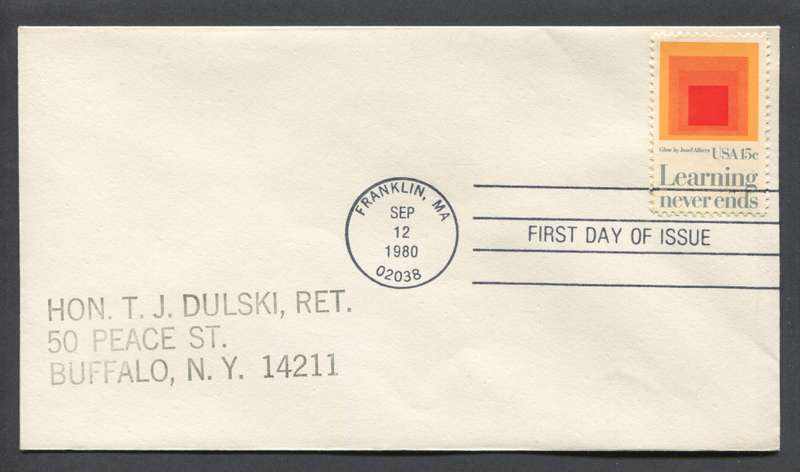 Glow by Josef Albers USA 15c
Learning
never ends
FRANKLIN, MA
SEP
12
1980
02038
FIRST DAY OF ISSUE
HON. T. J. DULSKI, RET.
50 PEACE ST.
BUFFALO, N. Y. 14211